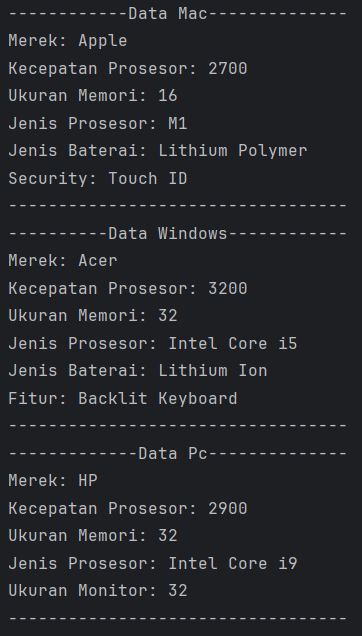 ------------Data Mac--------------
Merek: Apple
Kecepatan Prosesor: 2700
Ukuran Memori: 16
Jenis Prosesor: M1
Jenis Baterai: Lithium Polymer
Security: Touch ID
----------------------------------
----------Data Windows------------
Merek: Acer
Kecepatan Prosesor: 3200
Ukuran Memori: 32
Jenis Prosesor: Intel Core i5
Jenis Baterai: Lithium Ion
Fitur: Backlit Keyboard
----------------------------------
-------------Data Pc--------------
Merek: HP
Kecepatan Prosesor: 2900
Ukuran Memori: 32
Jenis Prosesor: Intel Core i9
Ukuran Monitor: 32
----------------------------------